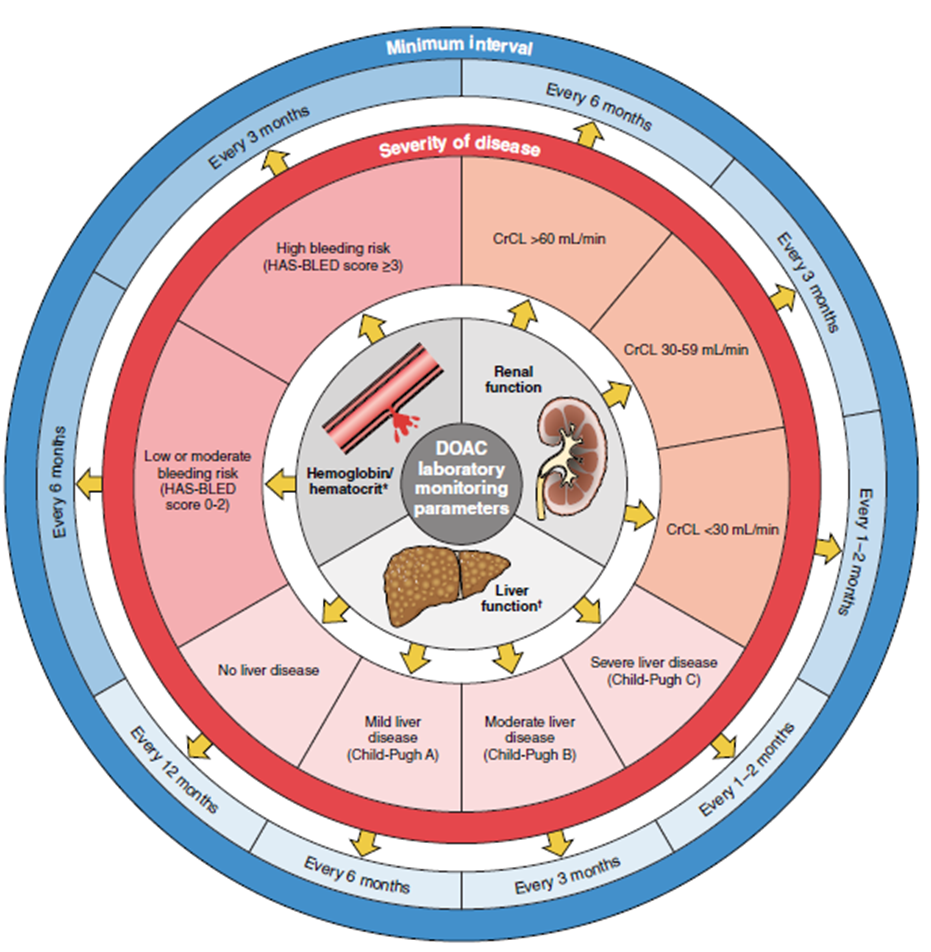 Minimum interval
Every 3 months
Every 6 months
Severity of disease
High bleeding risk
(HAS-BLED score ≥3)
CrCL >60 mL/min
Every 3 months
CrCL 30-59 mL/min
Renal
function
DOAC
laboratory
monitoring
parameters
Hemoglobin/
hematocrit*
Low or moderate
bleeding risk
(HAS-BLED
score 0-2)
Every 6 months
CrCL <30 mL/min
Every 1–2 months
Liver
function†
No liver disease
Mild liver
disease
(Child-Pugh A)
Moderate liver
disease
(Child-Pugh B)
Severe liver disease
(Child-Pugh C)
Every 12 months
Every 6 months
Every 3 months
Every 1–2 months